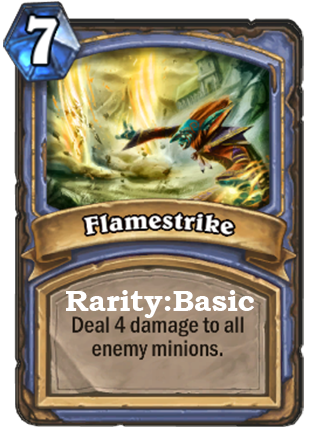 7
Flamestrike
Rarity:Basic
Deal 4 damage to all
enemy minions.